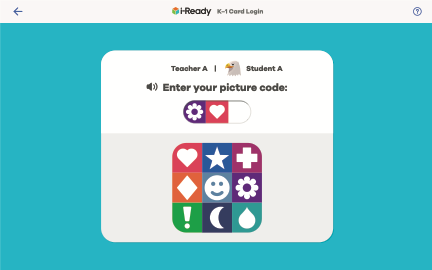 i-Ready K-1 Card Login
Teacher A | Student A
Enter your picture code: